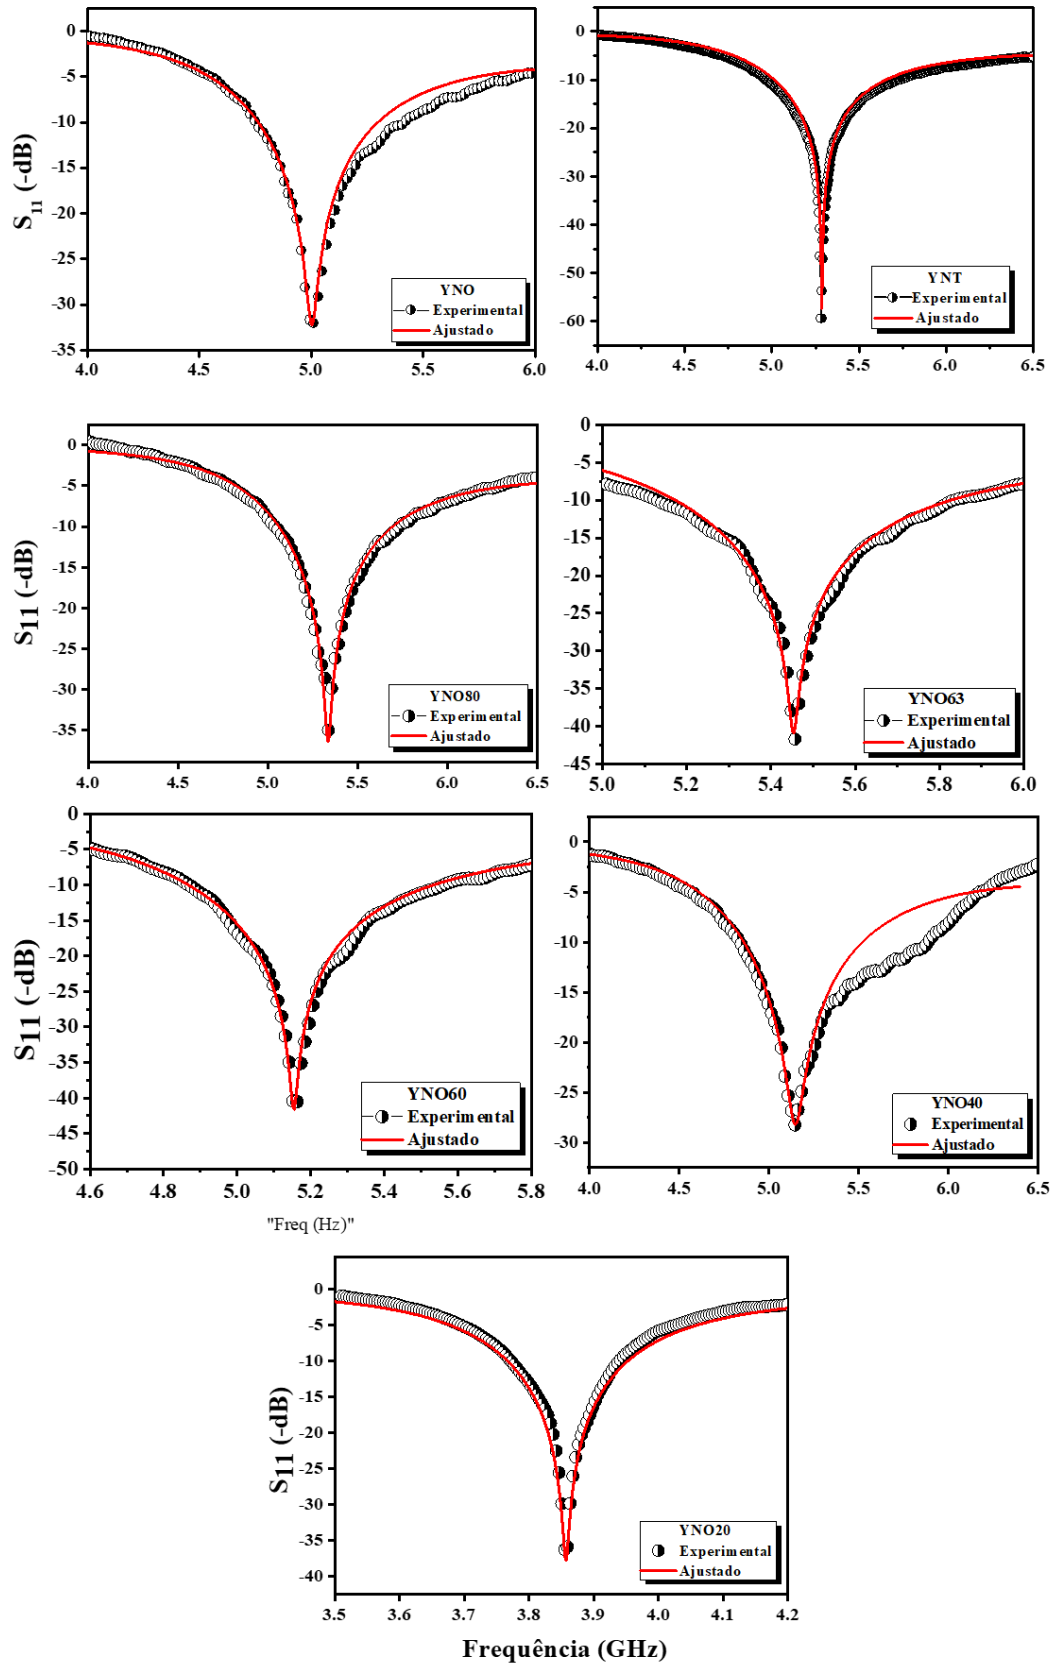 0
-5
-10
-15
-20
-25
-30
-35
S11 (-dB)
YNO
Experimental
Ajustado
4.0 4.5 5.0 5.5 6.0
0
-10
-20
-30
-40
-50
-60
YNT
Experimental
Ajustado
4.0 4.5 5.0 5.5 6.0 6.5
0
-5
-10
-15
-20
-25
-30
-35
S11 (-dB)
YNO80
Experimental
Ajustado
4.0 4.5 5.0 5.5 6.0 6.5
0
-5
-10
-15
-20
-25
-30
-35
-40
-45
YNO63
Experimental
Ajustado
5.0 5.2 5.4 5.6 5.8 6.0
0
-5
-10
-15
-20
-25
-30
-35
-40
-45
-50
S11 (-dB)
YNO60
Experimental
Ajustado
4.6 4.8 5.0 5.2 5.4 5.6 5.8
"Freq (Hz)"
0
-5
-10
-15
-20
-25
-30
YNO40
Experimental
Ajustado
4.0 4.5 5.0 5.5 6.0 6.5
0
-5
-10
-15
-20
-25
-30
-35
-40
S11 (-dB)
YNO20
Experimental
Ajustado
3.5 3.6 3.7 3.8 3.9 4.0 4.1 4.2
Frequência (GHz)